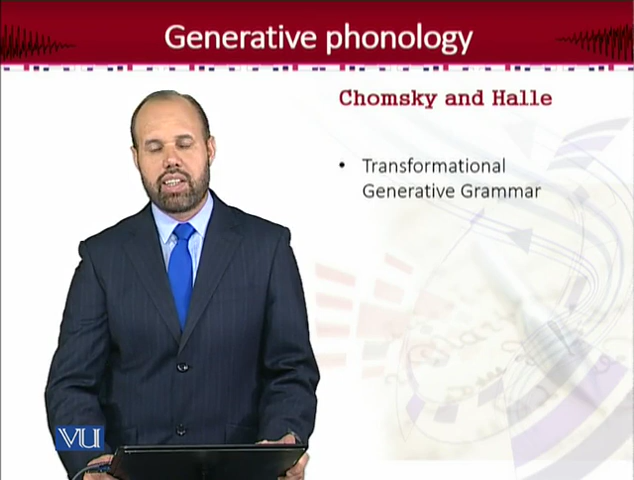 Generative phonology
Chomsky and Halle
• Transformational
Generative Grammar
VU